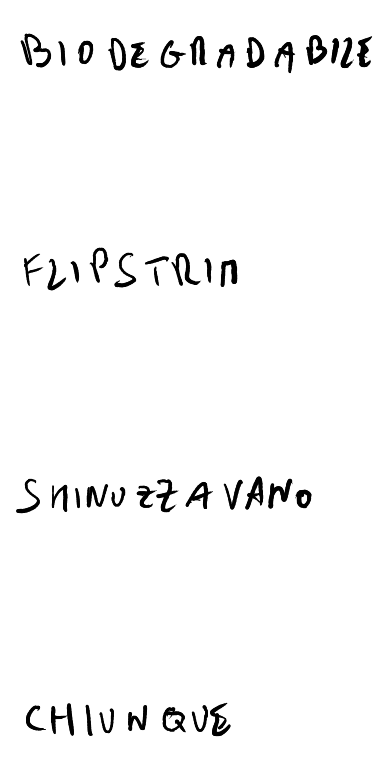 BIODEGRADABILE
FLIPSTRIM
SMINUZZAVANO
CHIUNQUE